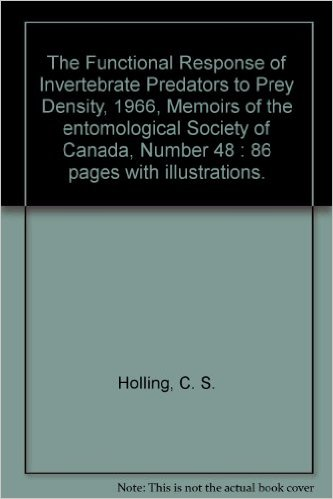 The Functional Response of
Invertebrate Predators to Prey
Density, 1966, Memoirs of the
entomological Society of
Canada, Number 48 : 86
pages with illustrations.
Holling, C. S.
Note: This is not the actual book cover